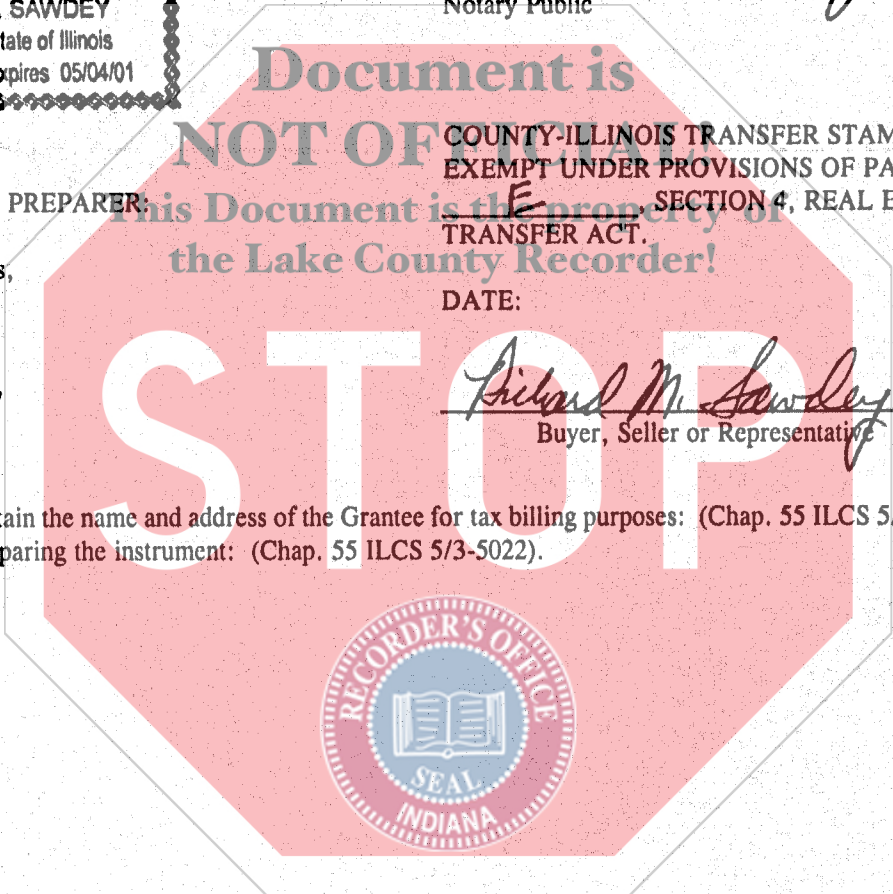 SAWDEY
tate of Illinois
xpires 05/04/01
Notary Public
Document is
NOT OFFICIAL!
This Document is the property of
the Lake County Recorder!
COUNTY-ILLINOIS TRANSFER STAM
EXEMPT UNDER PROVISIONS OF PA
E, SECTION 4, REAL E
TRANSFER ACT.
PREPARER:
s,
DATE:
Richard M. Sawdey
Buyer, Seller or Representative
STOP
tain the name and address of the Grantee for tax billing purposes: (Chap. 55 ILCS 5/
paring the instrument: (Chap. 55 ILCS 5/3-5022).
RECORDER'S OFFICE
SEAL
INDIANA